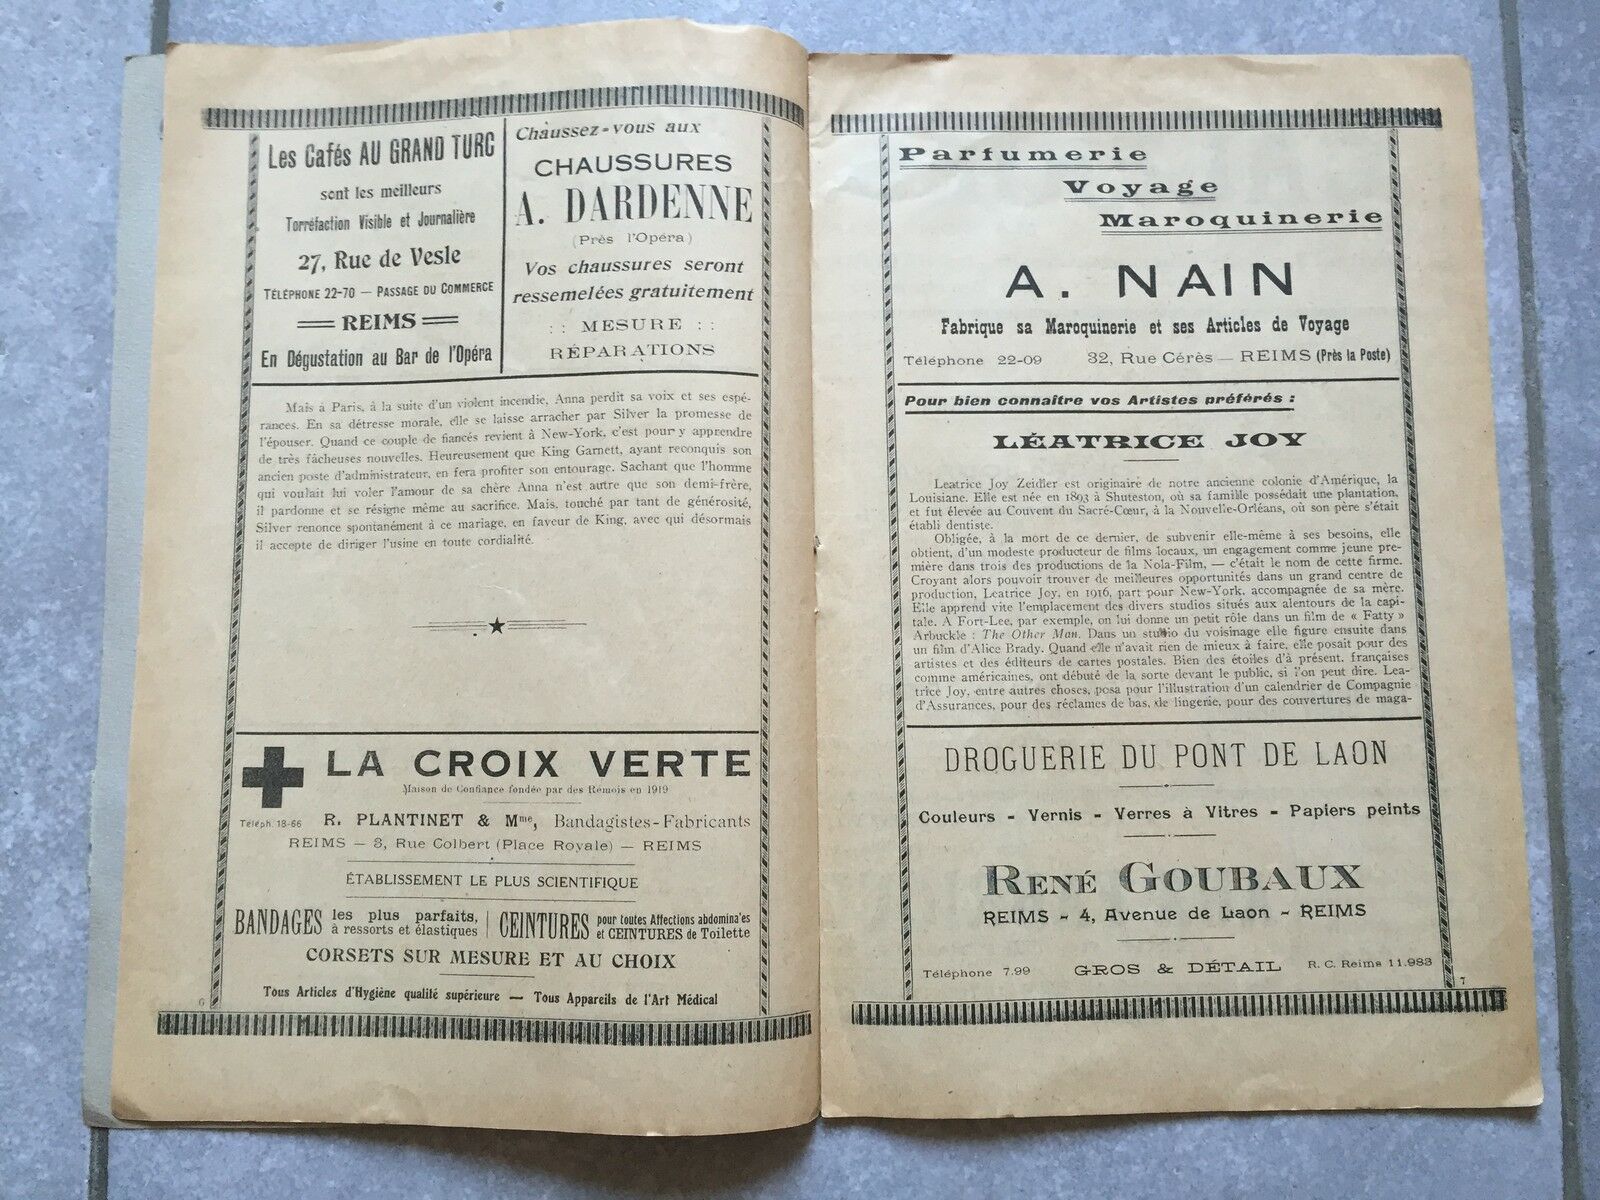 Les Cafés AU GRAND TURC
sont les meilleurs
Torréfaction Visible et Journalière
27, Rue de Vesle
TÉLÉPHONE 22-70 — PASSAGE DU COMMERCE
REIMS
En Dégustation au Bar de l'Opéra
Chaussez-vous aux
CHAUSSURES
A. DARDENNE
(Près l'Opéra)
Vos chaussures seront
ressemelées gratuitement
:: MESURE ::
RÉPARATIONS
Mais à Paris, à la suite d'un violent incendie, Anna perdit sa voix et ses espé-
rances. En sa détresse morale, elle se laisse arracher par Silver la promesse de
l'épouser. Quand ce couple de fiancés revient à New-York, c'est pour y apprendre
de très fâcheuses nouvelles. Heureusement que King Garnett, ayant reconquis son
ancien poste d'administrateur, en fera profiter son entourage. Sachant que l'homme
qui voulait lui voler l'amour de sa chère Anna n'est autre que son demi-frère,
il pardonne et se résigne même au sacrifice. Mais, touché par tant de générosité,
Silver renonce spontanément à ce mariage, en faveur de King, avec qui désormais
il accepte de diriger l'usine en toute cordialité.
LA CROIX VERTE
Maison de Confiance fondée par des Rémois en 1919
Téléph. 18-66 R. PLANTINET & Mme, Bandagistes-Fabricants
REIMS — 3, Rue Colbert (Place Royale) — REIMS
ÉTABLISSEMENT LE PLUS SCIENTIFIQUE
BANDAGES les plus parfaits, à ressorts et élastiques | CEINTURES pour toutes Affections abdomina'es et CEINTURES de Toilette
CORSETS SUR MESURE ET AU CHOIX
Tous Articles d'Hygiène qualité supérieure — Tous Appareils de l'Art Médical
6
Parfumerie
Voyage
Maroquinerie
A. NAIN
Fabrique sa Maroquinerie et ses Articles de Voyage
Téléphone 22-09 32, Rue Cérès — REIMS (Près la Poste)
Pour bien connaître vos Artistes préférés :
LÉATRICE JOY
Leatrice Joy Zeidler est originaire de notre ancienne colonie d'Amérique, la
Louisiane. Elle est née en 1893 à Shuteston, où sa famille possédait une plantation,
et fut élevée au Couvent du Sacré-Cœur, à la Nouvelle-Orléans, où son père s'était
établi dentiste.
Obligée, à la mort de ce dernier, de subvenir elle-même à ses besoins, elle
obtient, d'un modeste producteur de films locaux, un engagement comme jeune pre-
mière dans trois des productions de la Nola-Film, — c'était le nom de cette firme.
Croyant alors pouvoir trouver de meilleures opportunités dans un grand centre de
production, Leatrice Joy, en 1916, part pour New-York, accompagnée de sa mère.
Elle apprend vite l'emplacement des divers studios situés aux alentours de la capi-
tale. A Fort-Lee, par exemple, on lui donne un petit rôle dans un film de « Fatty »
Arbuckle : The Other Man. Dans un studio du voisinage elle figure ensuite dans
un film d'Alice Brady. Quand elle n'avait rien de mieux à faire, elle posait pour des
artistes et des éditeurs de cartes postales. Bien des étoiles d'à présent, françaises
comme américaines, ont débuté de la sorte devant le public, si l'on peut dire. Lea-
trice Joy, entre autres choses, posa pour l'illustration d'un calendrier de Compagnie
d'Assurances, pour des réclames de bas, de lingerie, pour des couvertures de maga-
DROGUERIE DU PONT DE LAON
Couleurs - Vernis - Verres à Vitres - Papiers peints
RENÉ GOUBAUX
REIMS - 4, Avenue de Laon - REIMS
Téléphone 7.99 GROS & DÉTAIL R. C. Reims 11.983
7